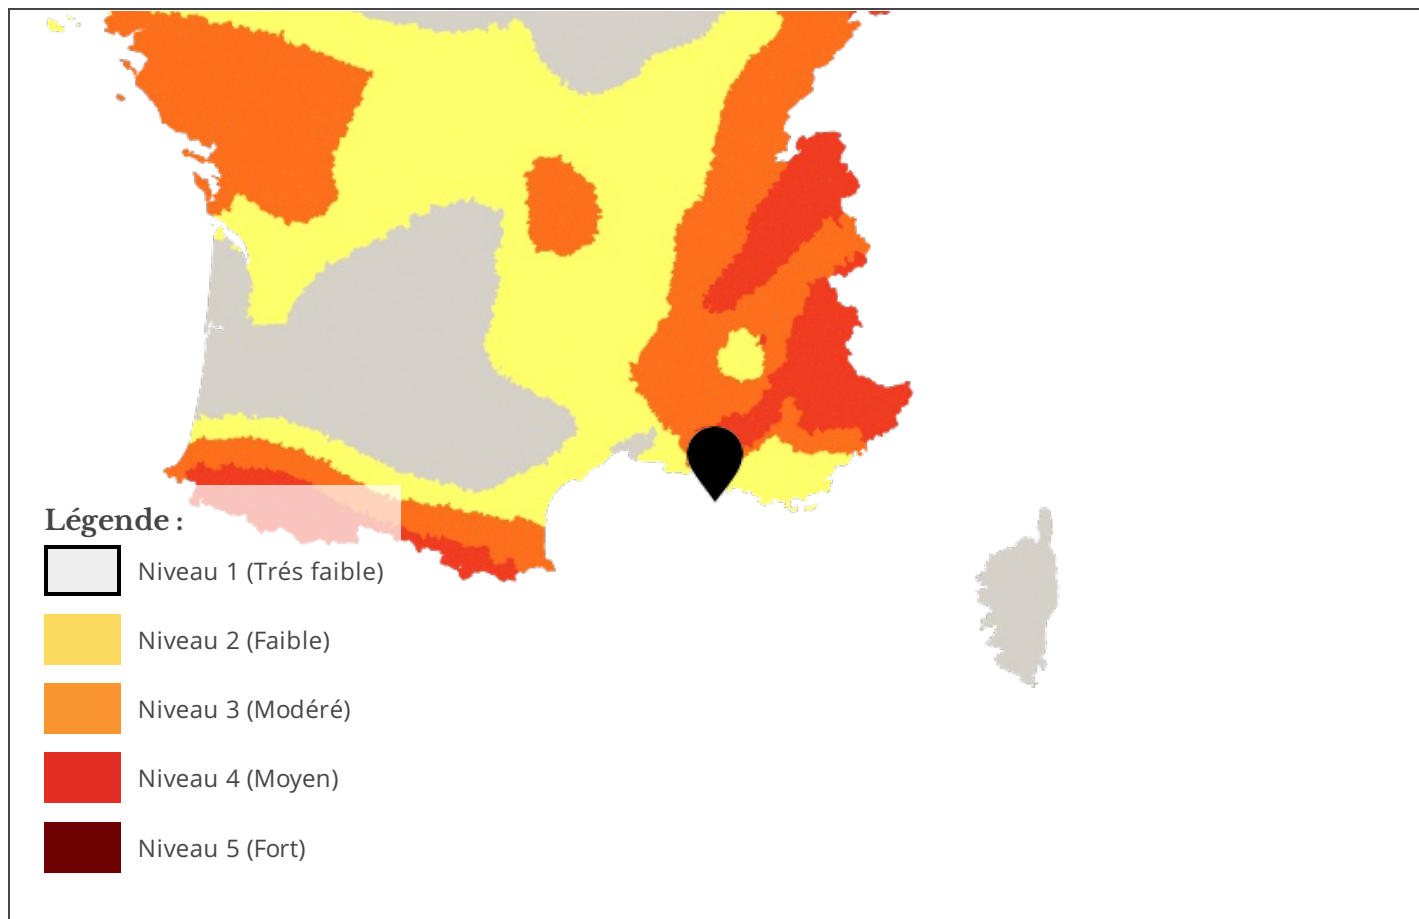 Légende :
Niveau 1 (Trés faible)
Niveau 2 (Faible)
Niveau 3 (Modéré)
Niveau 4 (Moyen)
Niveau 5 (Fort)